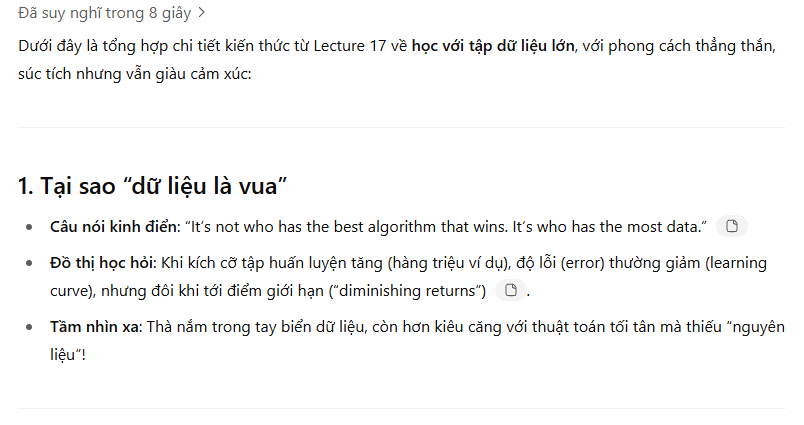 Đã suy nghĩ trong 8 giây >
Dưới đây là tổng hợp chi tiết kiến thức từ Lecture 17 về học với tập dữ liệu lớn, với phong cách thẳng thắn,
súc tích nhưng vẫn giàu cảm xúc:
1. Tại sao “dữ liệu là vua”
• Câu nói kinh điển: “It’s not who has the best algorithm that wins. It’s who has the most data.”
• Đồ thị học hỏi: Khi kích cỡ tập huấn luyện tăng (hàng triệu ví dụ), độ lỗi (error) thường giảm (learning
curve), nhưng đôi khi tới điểm giới hạn (“diminishing returns”) .
• Tầm nhìn xa: Thà nắm trong tay biển dữ liệu, còn hơn kiêu căng với thuật toán tối tân mà thiếu “nguyên
liệu”!